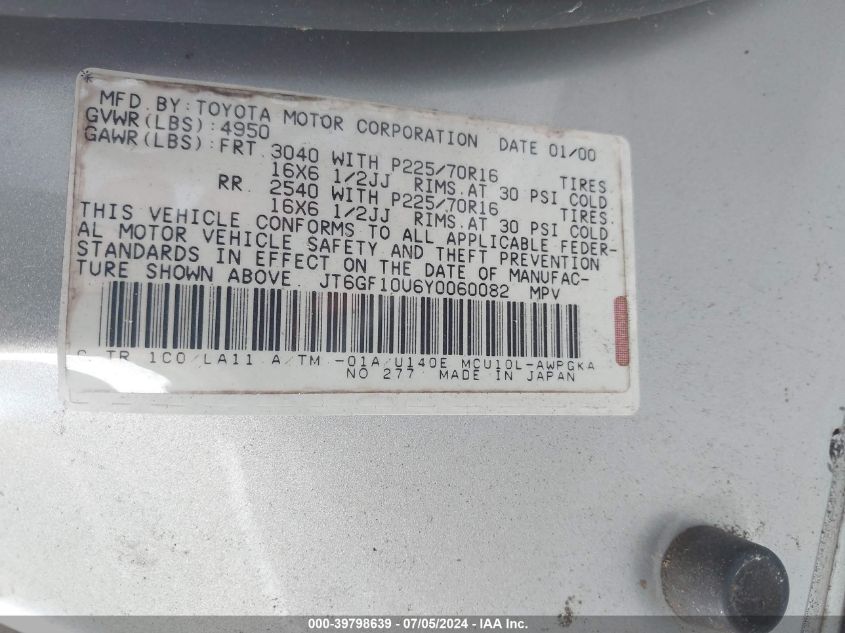 MFD.BY:TOYOTA MOTOR CORPORATION DATE 01/00
GVWR(LBS):4950
GAWR(LBS):FRT. 3040 WITH P225/70R16 TIRES.
16X6 1/2JJ RIMS.AT 30 PSI COLD
RR. 2540 WITH P225/70R16 TIRES.
16X6 1/2JJ RIMS.AT 30 PSI COLD
THIS VEHICLE CONFORMS TO ALL APPLICABLE FEDER-
AL MOTOR VEHICLE SAFETY AND THEFT PREVENTION
STANDARDS IN EFFECT ON THE DATE OF MANUFAC-
TURE SHOWN ABOVE. JT6GF10U6Y0060082 MPV
C. TR 1C0/LA11 A/TM -01A/U140E MCU10L-AWPGKA
NO 277 MADE IN JAPAN
000-39798639 - 07/05/2024 - IAA Inc.